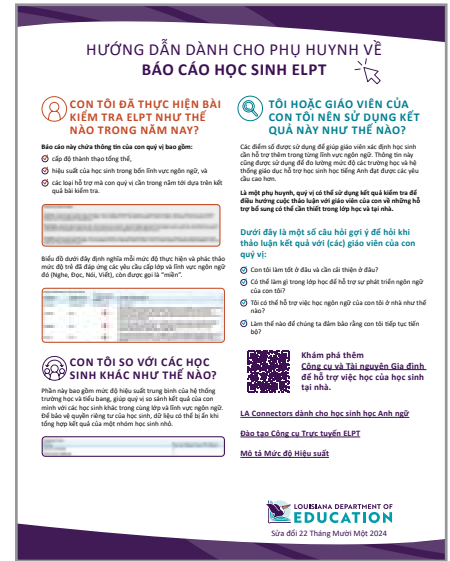 HƯỚNG DẪN DÀNH CHO PHỤ HUYNH VỀ
BÁO CÁO HỌC SINH ELPT
CON TÔI ĐÃ THỰC HIỆN BÀI
KIỂM TRA ELPT NHƯ THẾ
NÀO TRONG NĂM NAY?
Báo cáo này chứa thông tin của con quý vị bao gồm:
cấp độ thành thạo tổng thể,
hiệu suất của học sinh trong bốn lĩnh vực ngôn ngữ, và
các loại hỗ trợ mà con quý vị cần trong năm tới dựa trên kết
quả bài kiểm tra.
Biểu đồ dưới đây định nghĩa mỗi mức độ thực hiện và phác thảo
mức độ trẻ đã đáp ứng các yêu cầu cấp lớp và lĩnh vực ngôn ngữ
đó (Nghe, Đọc, Nói, Viết), còn được gọi là "miền".
CON TÔI SO VỚI CÁC HỌC
SINH KHÁC NHƯ THẾ NÀO?
Phần này bao gồm mức độ hiệu suất trung bình của hệ thống
trường học và tiểu bang, giúp quý vị so sánh kết quả của con
mình với các học sinh khác trong cùng lớp và lĩnh vực ngôn ngữ.
Để bảo vệ quyền riêng tư của học sinh, dữ liệu có thể bị ẩn khi
tổng hợp kết quả của một nhóm học sinh nhỏ.
TÔI HOẶC GIÁO VIÊN CỦA
CON TÔI NÊN SỬ DỤNG KẾT
QUẢ NÀY NHƯ THẾ NÀO?
Các điểm số được sử dụng để giúp giáo viên xác định học sinh
cần hỗ trợ thêm trong từng lĩnh vực ngôn ngữ. Thông tin này
cũng được sử dụng để đo lường mức độ các trường học và hệ
thống giáo dục hỗ trợ học sinh học tiếng Anh đạt được các yêu
cầu cao hơn.
Là một phụ huynh, quý vị có thể sử dụng kết quả kiểm tra để
điều hướng cuộc thảo luận với giáo viên của con về những hỗ
trợ bổ sung có thể cần thiết trong lớp học và tại nhà.
Dưới đây là một số câu hỏi gợi ý để hỏi khi
thảo luận kết quả với (các) giáo viên của con
quý vị:
Con tôi làm tốt ở đâu và cần cải thiện ở đâu?
Có thể làm gì trong lớp học để hỗ trợ sự phát triển ngôn ngữ
của con tôi?
Tôi có thể hỗ trợ việc học ngôn ngữ của con tôi ở nhà như thế
nào?
Làm thế nào để chúng ta đảm bảo rằng con tôi tiếp tục tiến
bộ?
Khám phá thêm
Công cụ và Tài nguyên Gia đình
để hỗ trợ việc học của học sinh
tại nhà.
LA Connectors dành cho học sinh học Anh ngữ
Đào tạo Công cụ Trực tuyến ELPT
Mô tả Mức độ Hiệu suất
LOUISIANA DEPARTMENT OF
EDUCATION
Sửa đổi 22 Tháng Mười Một 2024